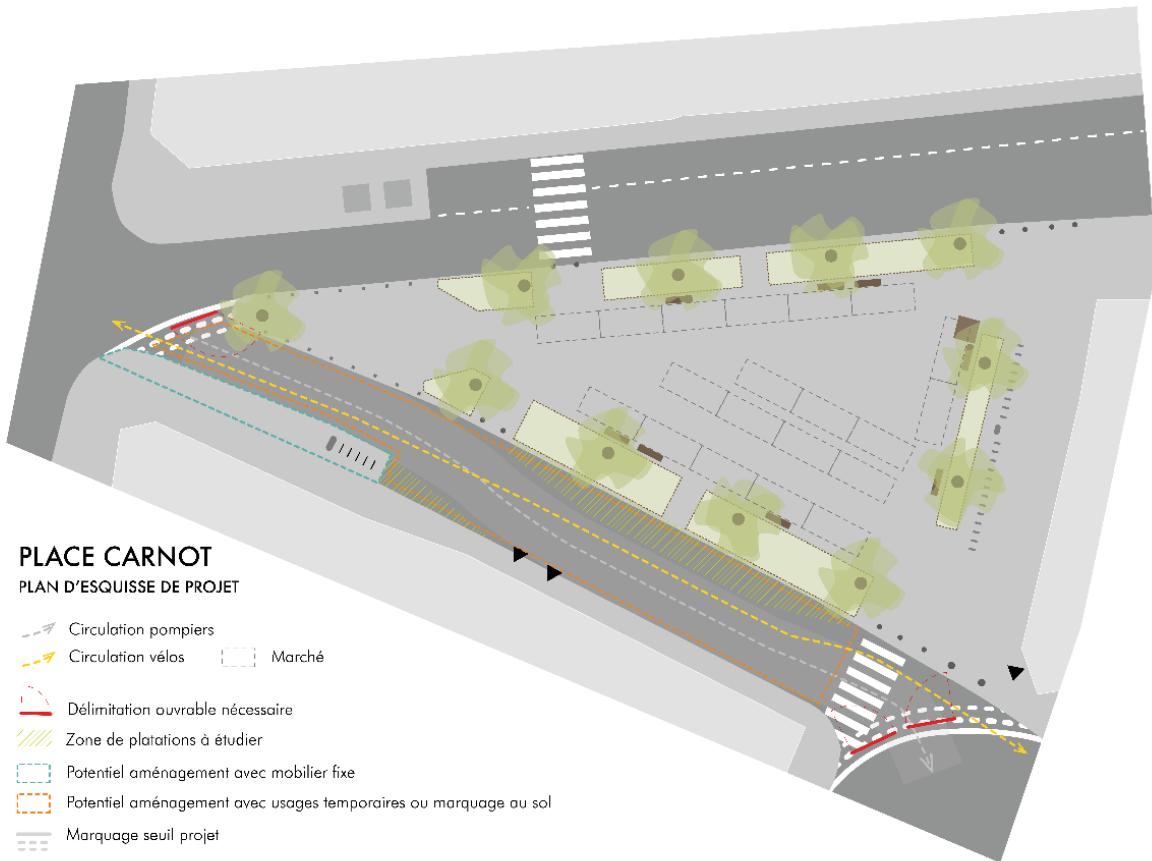 PLACE CARNOT
PLAN D'ESQUISSE DE PROJET
Circulation pompiers
Circulation vélos
Marché
Délimitation ouvrable nécessaire
Zone de platations à étudier
Potentiel aménagement avec mobilier fixe
Potentiel aménagement avec usages temporaires ou marquage au sol
Marquage seuil projet